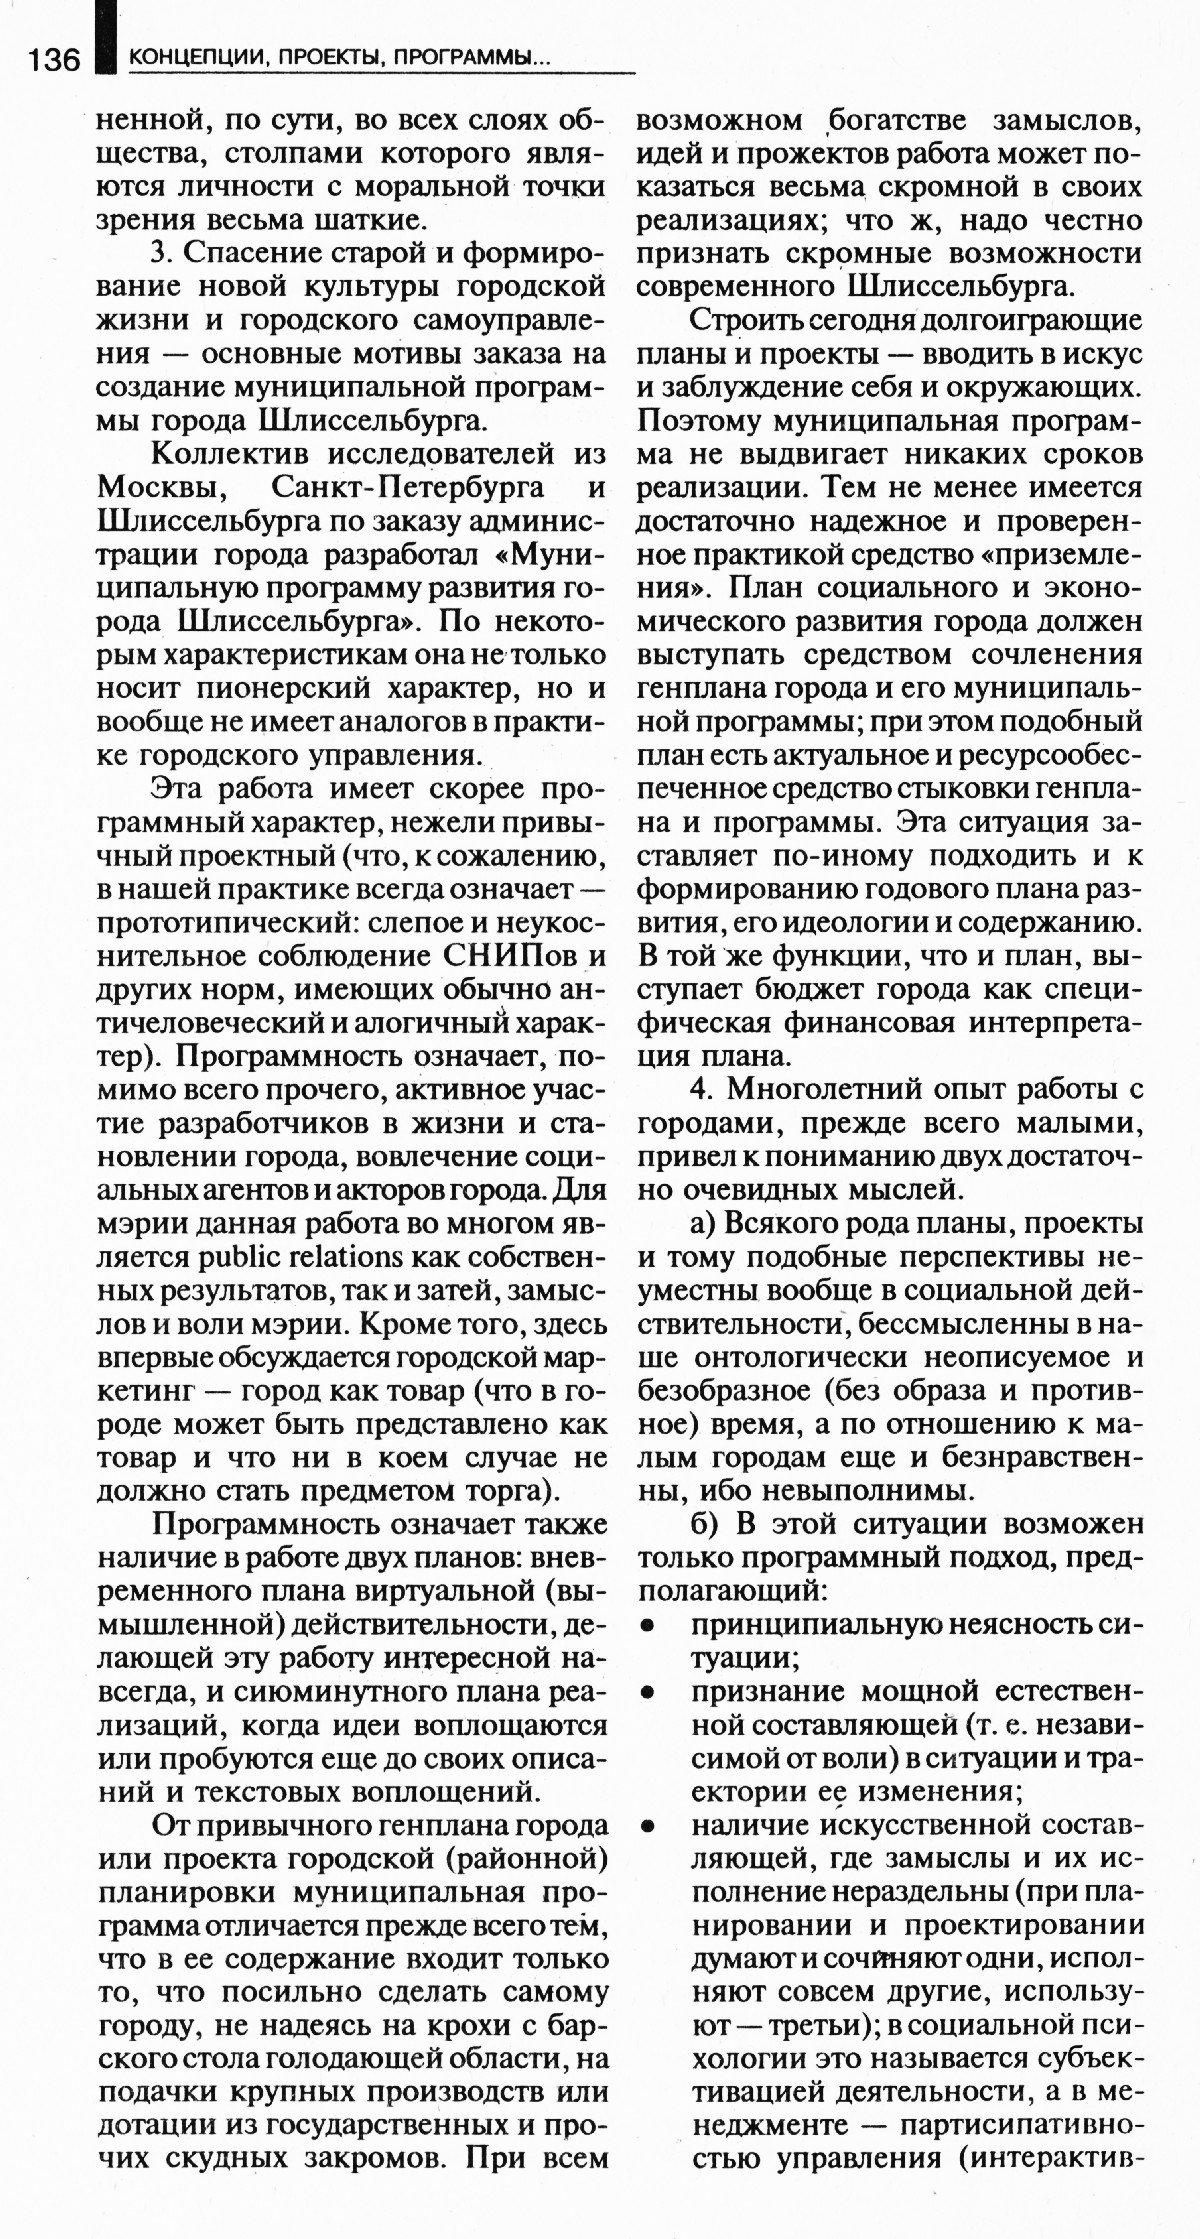 136
КОНЦЕПЦИИ, ПРОЕКТЫ, ПРОГРАММЫ...
ненной, по сути, во всех слоях об-
щества, столпами которого явля-
ются личности с моральной точки
зрения весьма шаткие.
3. Спасение старой и формиро-
вание новой культуры городской
жизни и городского самоуправле-
ния — основные мотивы заказа на
создание муниципальной програм-
мы города Шлиссельбурга.
Коллектив исследователей из
Москвы, Санкт-Петербурга и
Шлиссельбурга по заказу админис-
трации города разработал «Муни-
ципальную программу развития го-
рода Шлиссельбурга». По некото-
рым характеристикам она не только
носит пионерский характер, но и
вообще не имеет аналогов в практи-
ке городского управления.
Эта работа имеет скорее про-
граммный характер, нежели привы-
чный проектный (что, к сожалению,
в нашей практике всегда означает —
прототипический: слепое и неукос-
нительное соблюдение СНИПов и
других норм, имеющих обычно ан-
тичеловеческий и алогичный харак-
тер). Программность означает, по-
мимо всего прочего, активное учас-
тие разработчиков в жизни и ста-
новлении города, вовлечение соци-
альных агентов и акторов города. Для
мэрии данная работа во многом яв-
ляется public relations как собствен-
ных результатов, так и затей, замыс-
лов и воли мэрии. Кроме того, здесь
впервые обсуждается городской мар-
кетинг — город как товар (что в го-
роде может быть представлено как
товар и что ни в коем случае не
должно стать предметом торга).
Программность означает также
наличие в работе двух планов: внев-
ременного плана виртуальной (вы-
мышленной) действительности, де-
лающей эту работу интересной на-
всегда, и сиюминутного плана реа-
лизаций, когда идеи воплощаются
или пробуются еще до своих описа-
ний и текстовых воплощений.
От привычного генплана города
или проекта городской (районной)
планировки муниципальная про-
грамма отличается прежде всего тем,
что в ее содержание входит только
то, что посильно сделать самому
городу, не надеясь на крохи с бар-
ского стола голодающей области, на
подачки крупных производств или
дотации из государственных и про-
чих скудных закромов. При всем
возможном богатстве замыслов,
идей и прожектов работа может по-
казаться весьма скромной в своих
реализациях; что ж, надо честно
признать скромные возможности
современного Шлиссельбурга.
Строить сегодня долгоиграющие
планы и проекты — вводить в искус
и заблуждение себя и окружающих.
Поэтому муниципальная програм-
ма не выдвигает никаких сроков
реализации. Тем не менее имеется
достаточно надежное и проверен-
ное практикой средство «приземле-
ния». План социального и эконо-
мического развития города должен
выступать средством сочленения
генплана города и его муниципаль-
ной программы; при этом подобный
план есть актуальное и ресурсообес-
печенное средство стыковки генпла-
на и программы. Эта ситуация за-
ставляет по-иному подходить и к
формированию годового плана раз-
вития, его идеологии и содержанию.
В той же функции, что и план, вы-
ступает бюджет города как специ-
фическая финансовая интерпрета-
ция плана.
4. Многолетний опыт работы с
городами, прежде всего малыми,
привел к пониманию двух достаточ-
но очевидных мыслей.
а) Всякого рода планы, проекты
и тому подобные перспективы не-
уместны вообще в социальной дей-
ствительности, бессмысленны в на-
ше онтологически неописуемое и
безобразное (без образа и против-
ное) время, а по отношению к ма-
лым городам еще и безнравствен-
ны, ибо невыполнимы.
б) В этой ситуации возможен
только программный подход, пред-
полагающий:
• принципиальную неясность си-
туации;
• признание мощной естествен-
ной составляющей (т. е. незави-
симой от воли) в ситуации и тра-
ектории ее изменения;
• наличие искусственной состав-
ляющей, где замыслы и их ис-
полнение нераздельны (при пла-
нировании и проектировании
думают и сочиняют одни, испол-
няют совсем другие, использу-
ют — третьи); в социальной пси-
хологии это называется субъек-
тивацией деятельности, а в ме-
неджменте — партисипативно-
стью управления (интерактив-